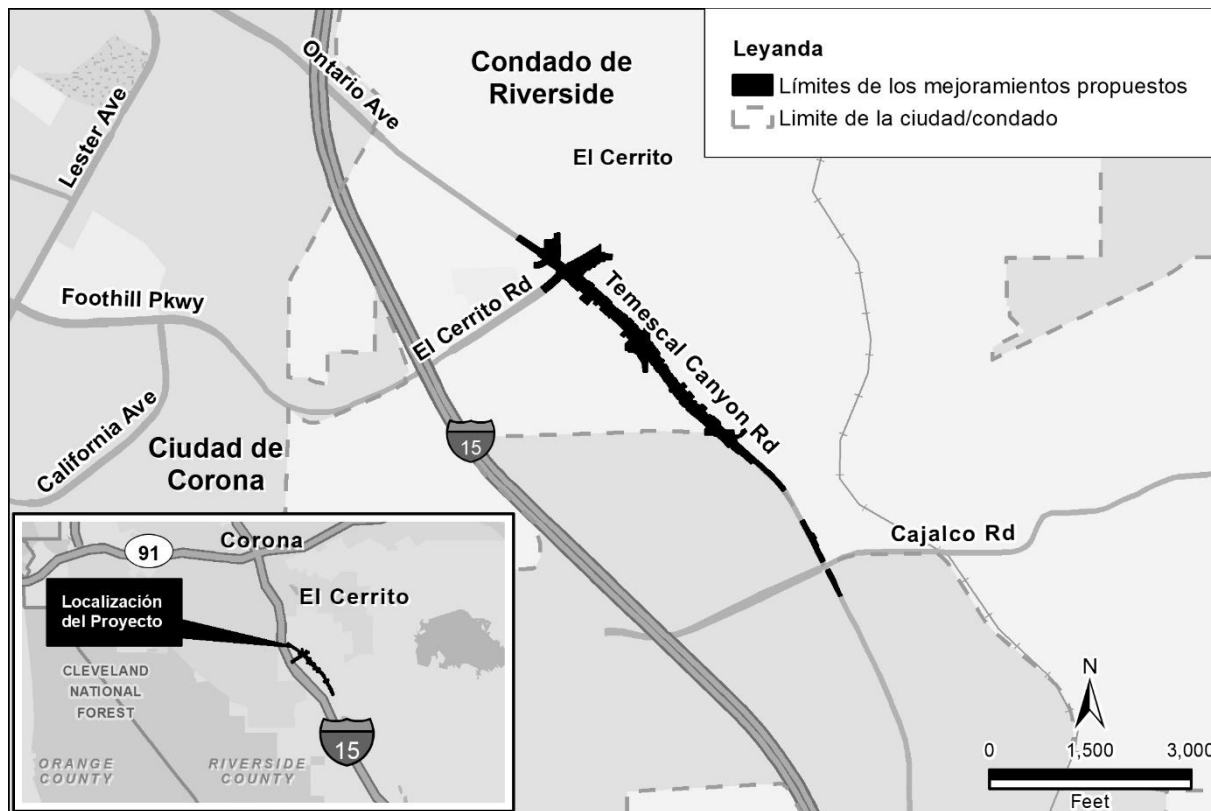 Condado de
Riverside
Leyanda
Límites de los mejoramientos propuestos
Limite de la ciudad/condado
Ontario Ave
Lester Ave
El Cerrito
Foothill Pkwy
El Cerrito Rd
Temescal Canyon Rd
California Ave
Ciudad de
Corona
15
Cajalco Rd
91
Corona
El Cerrito
Localización
del Proyecto
CLEVELAND
NATIONAL
FOREST
15
ORANGE
COUNTY
RIVERSIDE
COUNTY
N
0 1,500 3,000
Feet